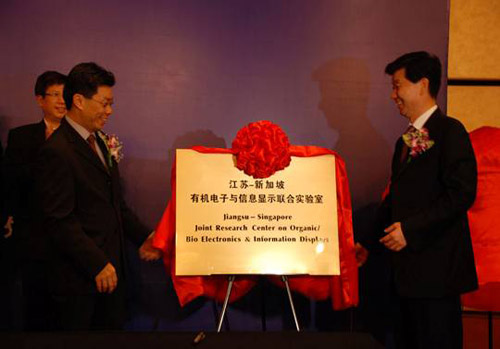 江苏-新加坡
有机电子与信息显示联合实验室
Jiangsu – Singapore
Joint Research Center on Organic/
Bio Electronics & Information Displays